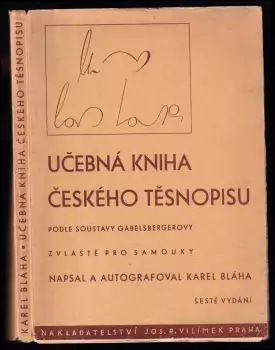 KAREL BLÁHA • UČEBNÁ KNIHA ČESKÉHO TĚSNOPISU
UČEBNÁ KNIHA
ČESKÉHO TĚSNOPISU
PODLE SOUSTAVY GABELSBERGEROVY
ZVLÁŠTĚ PRO SAMOUKY
NAPSAL A AUTOGRAFOVAL KAREL BLÁHA
ŠESTÉ VYDÁNÍ
NAKLADATELSTVÍ JOS. R. VILÍMEK PRAHA